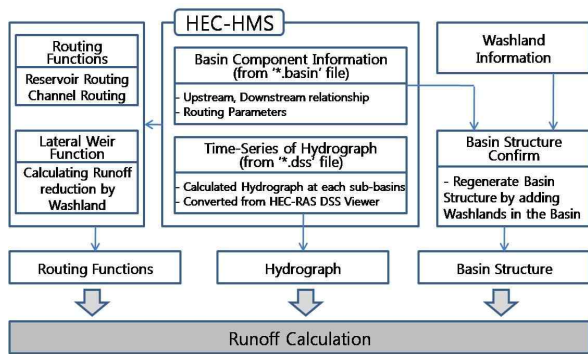 HEC-HMS
Routing
Functions
Reservoir Routing
Channel Routing
Lateral Weir
Function
Calculating Runoff
reduction by
Washland
Basin Component Information
(from '*.basin' file)
- Upstream, Downstream relationship
- Routing Parameters
Time-Series of Hydrograph
(from '*.dss' file)
- Calculated Hydrograph at each sub-basins
- Converted from HEC-RAS DSS Viewer
Washland
Information
Basin Structure
Confirm
- Regenerate Basin
Structure by adding
Washlands in the Basin
Routing Functions
Hydrograph
Basin Structure
Runoff Calculation